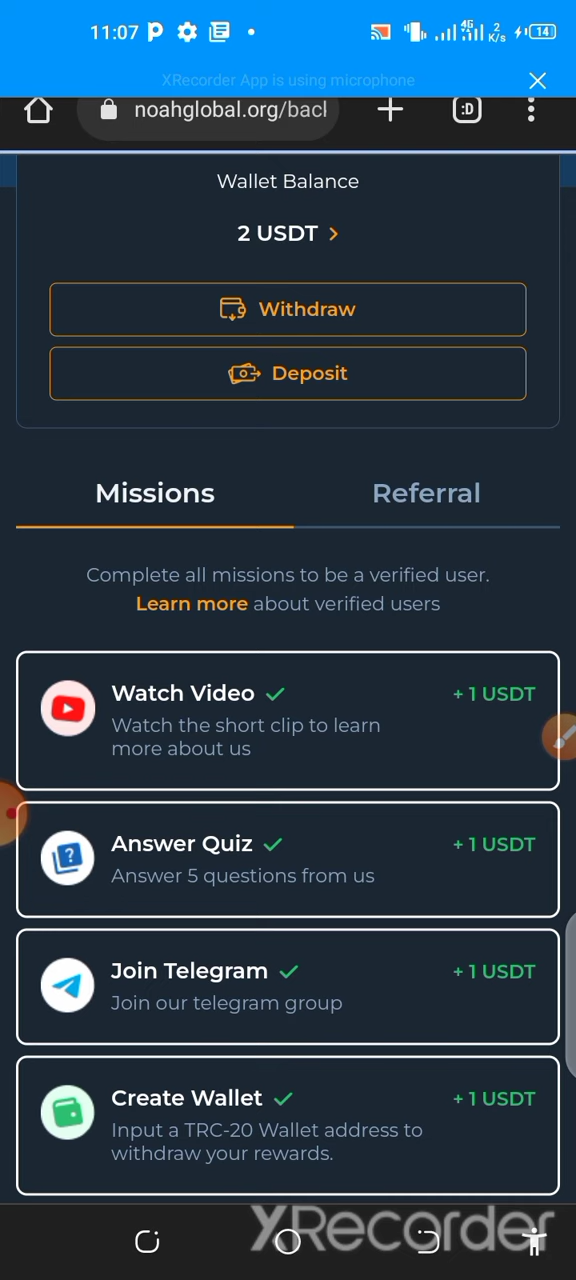 11:07
4G
2
K/s
14
XRecorder App is using microphone
noahglobal.org/bacl
:D
Wallet Balance
2 USDT
Withdraw
Deposit
Missions Referral
Complete all missions to be a verified user.
Learn more about verified users
Watch Video + 1 USDT
Watch the short clip to learn
more about us
Answer Quiz + 1 USDT
Answer 5 questions from us
Join Telegram + 1 USDT
Join our telegram group
Create Wallet + 1 USDT
Input a TRC-20 Wallet address to
withdraw your rewards.
XRecorder